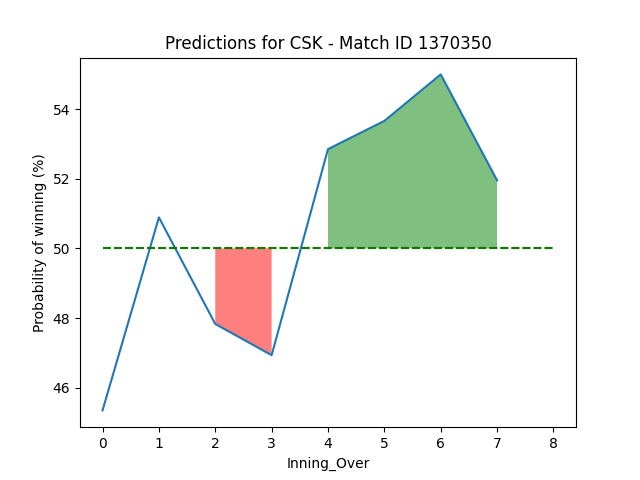 Predictions for CSK - Match ID 1370350
Probability of winning (%)
54
52
50
48
46
0 1 2 3 4 5 6 7 8
Inning_Over